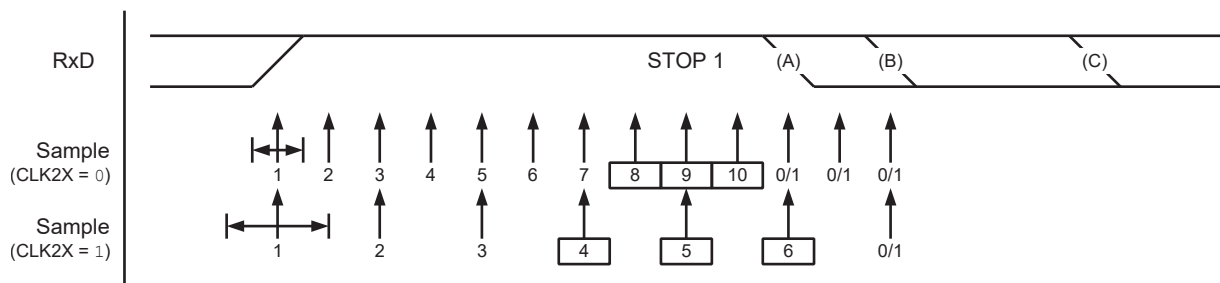 RxD
STOP 1
(A)
(B)
(C)
Sample
(CLK2X = 0)
1 2 3 4 5 6 7 8 9 10 0/1 0/1 0/1
Sample
(CLK2X = 1)
1 2 3 4 5 6 0/1